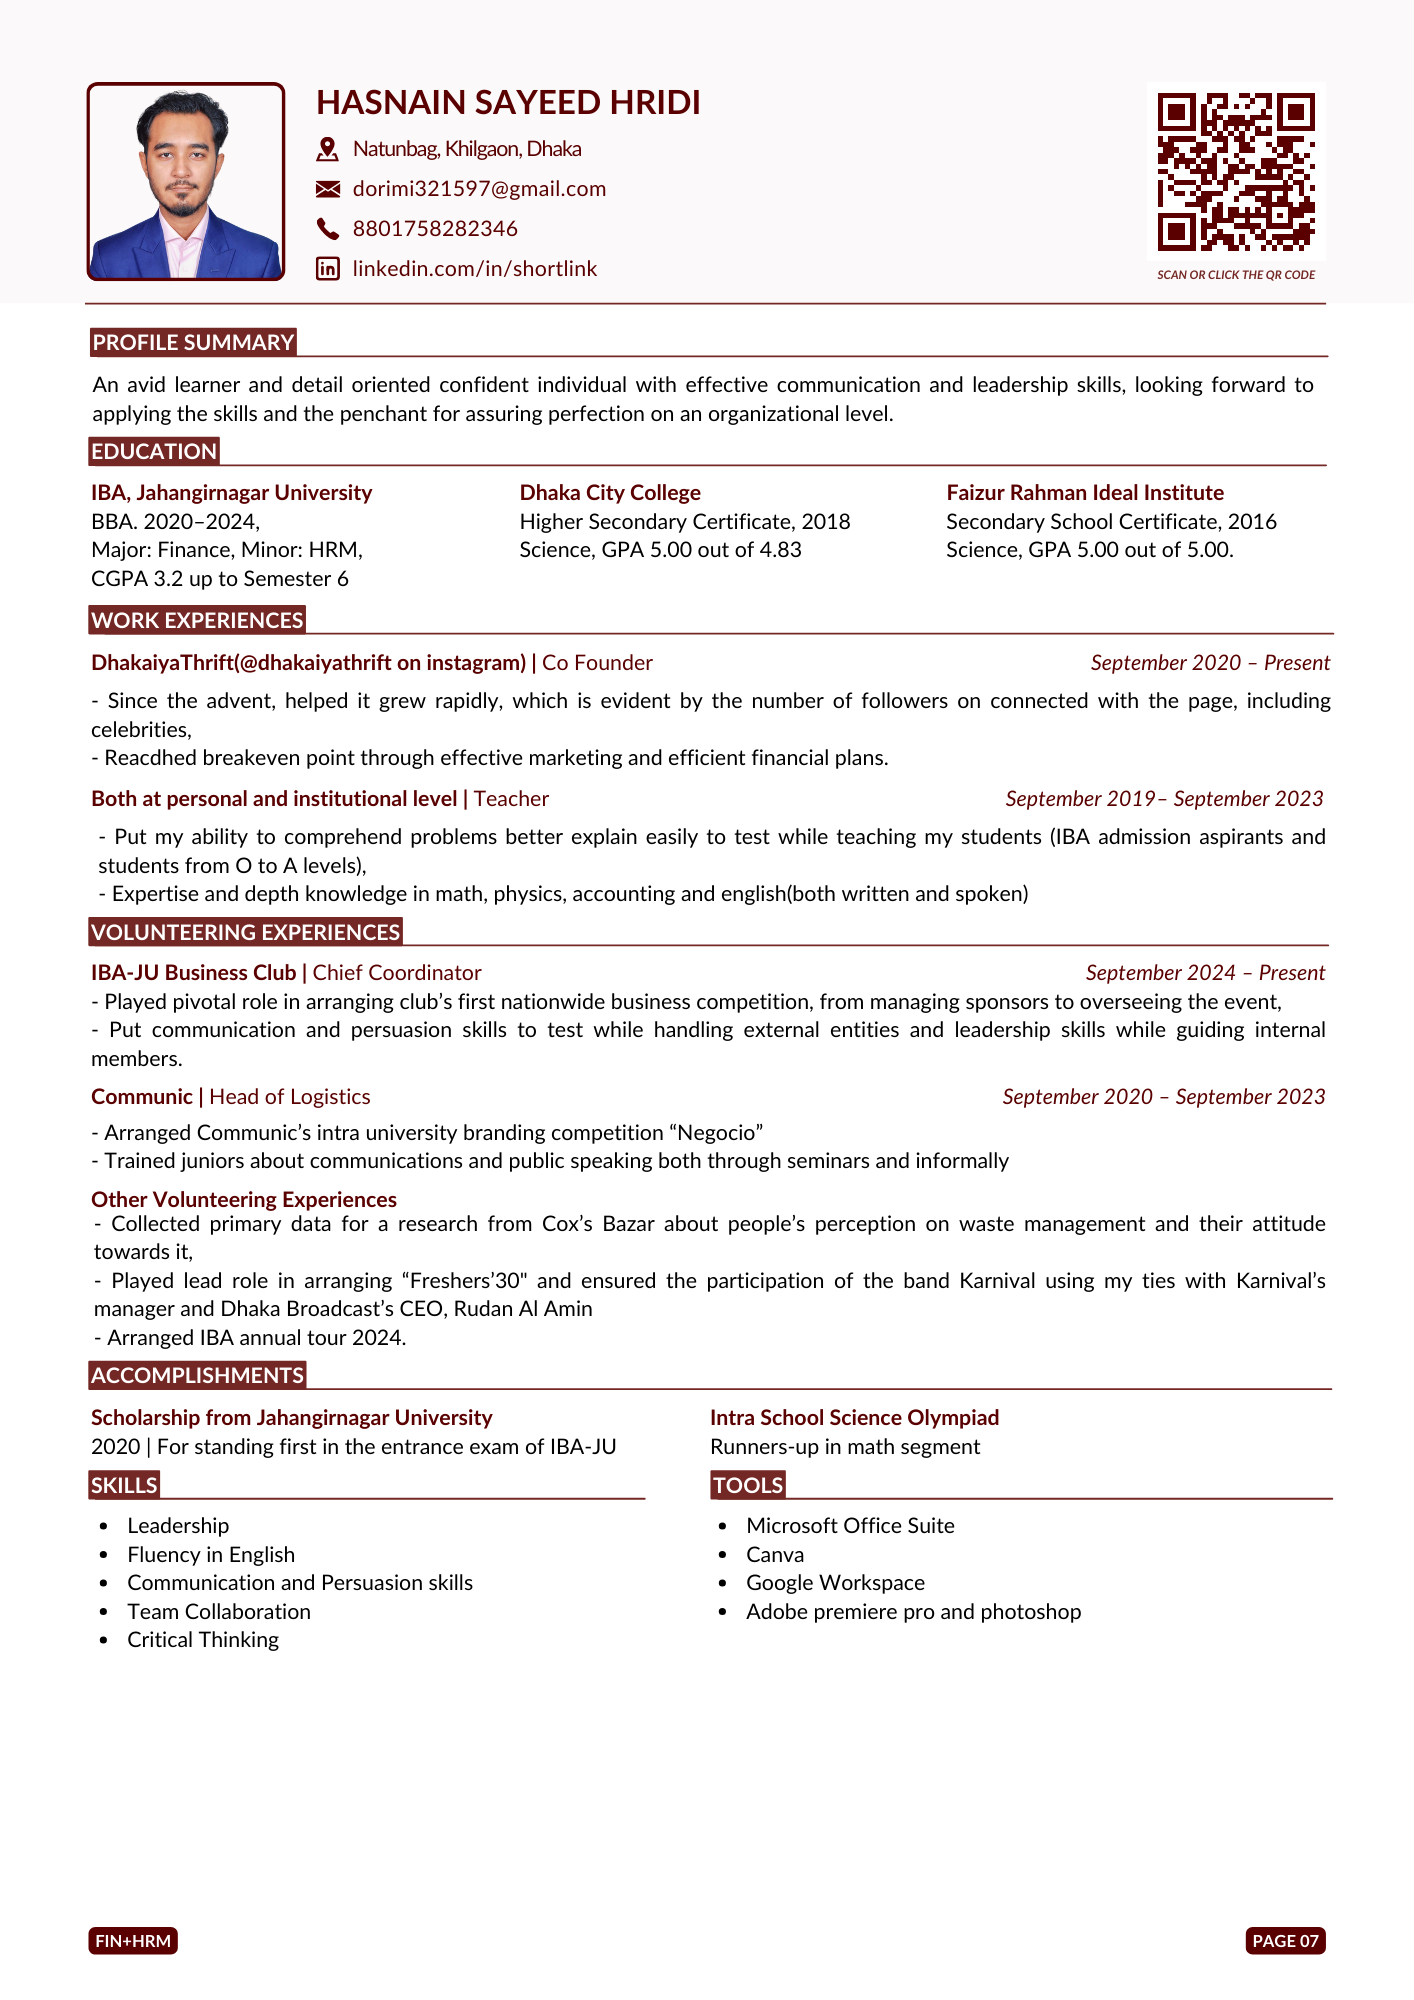 HASNAIN SAYEED HRIDI
Natunbag, Khilgaon, Dhaka
dorimi321597@gmail.com
8801758282346
linkedin.com/in/shortlink
SCAN OR CLICK THE QR CODE
PROFILE SUMMARY
An avid learner and detail oriented confident individual with effective communication and leadership skills, looking forward to
applying the skills and the penchant for assuring perfection on an organizational level.
EDUCATION
IBA, Jahangirnagar University
BBA. 2020–2024,
Major: Finance, Minor: HRM,
CGPA 3.2 up to Semester 6
Dhaka City College
Higher Secondary Certificate, 2018
Science, GPA 5.00 out of 4.83
Faizur Rahman Ideal Institute
Secondary School Certificate, 2016
Science, GPA 5.00 out of 5.00.
WORK EXPERIENCES
DhakaiyaThrift(@dhakaiyathrift on instagram) | Co Founder September 2020 – Present
- Since the advent, helped it grew rapidly, which is evident by the number of followers on connected with the page, including
celebrities,
- Reacdhed breakeven point through effective marketing and efficient financial plans.
Both at personal and institutional level | Teacher September 2019– September 2023
- Put my ability to comprehend problems better explain easily to test while teaching my students (IBA admission aspirants and
students from O to A levels),
- Expertise and depth knowledge in math, physics, accounting and english(both written and spoken)
VOLUNTEERING EXPERIENCES
IBA-JU Business Club | Chief Coordinator September 2024 – Present
- Played pivotal role in arranging club’s first nationwide business competition, from managing sponsors to overseeing the event,
- Put communication and persuasion skills to test while handling external entities and leadership skills while guiding internal
members.
Communic | Head of Logistics September 2020 – September 2023
- Arranged Communic’s intra university branding competition “Negocio”
- Trained juniors about communications and public speaking both through seminars and informally
Other Volunteering Experiences
- Collected primary data for a research from Cox’s Bazar about people’s perception on waste management and their attitude
towards it,
- Played lead role in arranging “Freshers’30" and ensured the participation of the band Karnival using my ties with Karnival’s
manager and Dhaka Broadcast’s CEO, Rudan Al Amin
- Arranged IBA annual tour 2024.
ACCOMPLISHMENTS
Scholarship from Jahangirnagar University
2020 | For standing first in the entrance exam of IBA-JU
Intra School Science Olympiad
Runners-up in math segment
SKILLS
• Leadership
• Fluency in English
• Communication and Persuasion skills
• Team Collaboration
• Critical Thinking
TOOLS
• Microsoft Office Suite
• Canva
• Google Workspace
• Adobe premiere pro and photoshop
FIN+HRM
PAGE 07